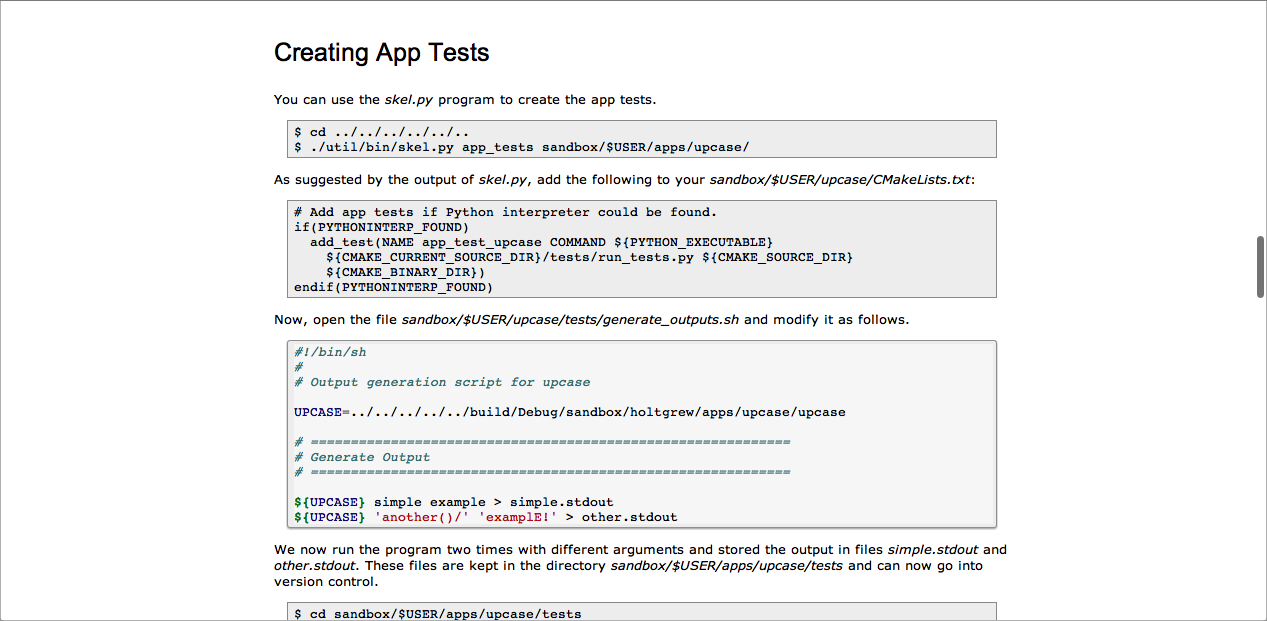 Creating App Tests
You can use the skel.py program to create the app tests.
$ cd ../../../../../..
$ ./util/bin/skel.py app_tests sandbox/$USER/apps/upcase/
As suggested by the output of skel.py, add the following to your sandbox/$USER/upcase/CMakeLists.txt:
# Add app tests if Python interpreter could be found.
if(PYTHONINTERP_FOUND)
  add_test(NAME app_test_upcase COMMAND ${PYTHON_EXECUTABLE}
    ${CMAKE_CURRENT_SOURCE_DIR}/tests/run_tests.py ${CMAKE_SOURCE_DIR}
    ${CMAKE_BINARY_DIR})
endif(PYTHONINTERP_FOUND)
Now, open the file sandbox/$USER/upcase/tests/generate_outputs.sh and modify it as follows.
#!/bin/sh
#
# Output generation script for upcase
UPCASE=../../../../../build/Debug/sandbox/holtgrew/apps/upcase/upcase
# ============================================================
# Generate Output
# ============================================================
${UPCASE} simple example > simple.stdout
${UPCASE} 'another()/' 'examplE!' > other.stdout
We now run the program two times with different arguments and stored the output in files simple.stdout and
other.stdout. These files are kept in the directory sandbox/$USER/apps/upcase/tests and can now go into
version control.
$ cd sandbox/$USER/apps/upcase/tests